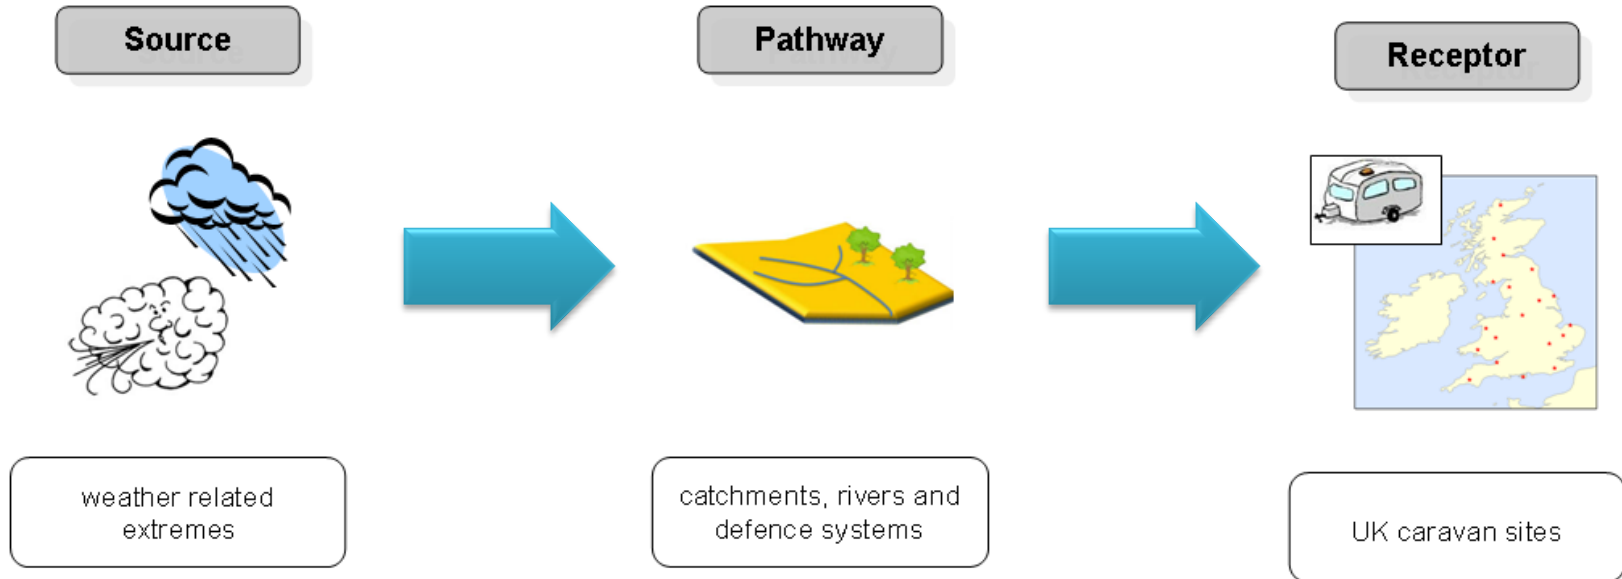 Source
Pathway
Receptor
weather related
extremes
catchments, rivers and
defence systems
UK caravan sites